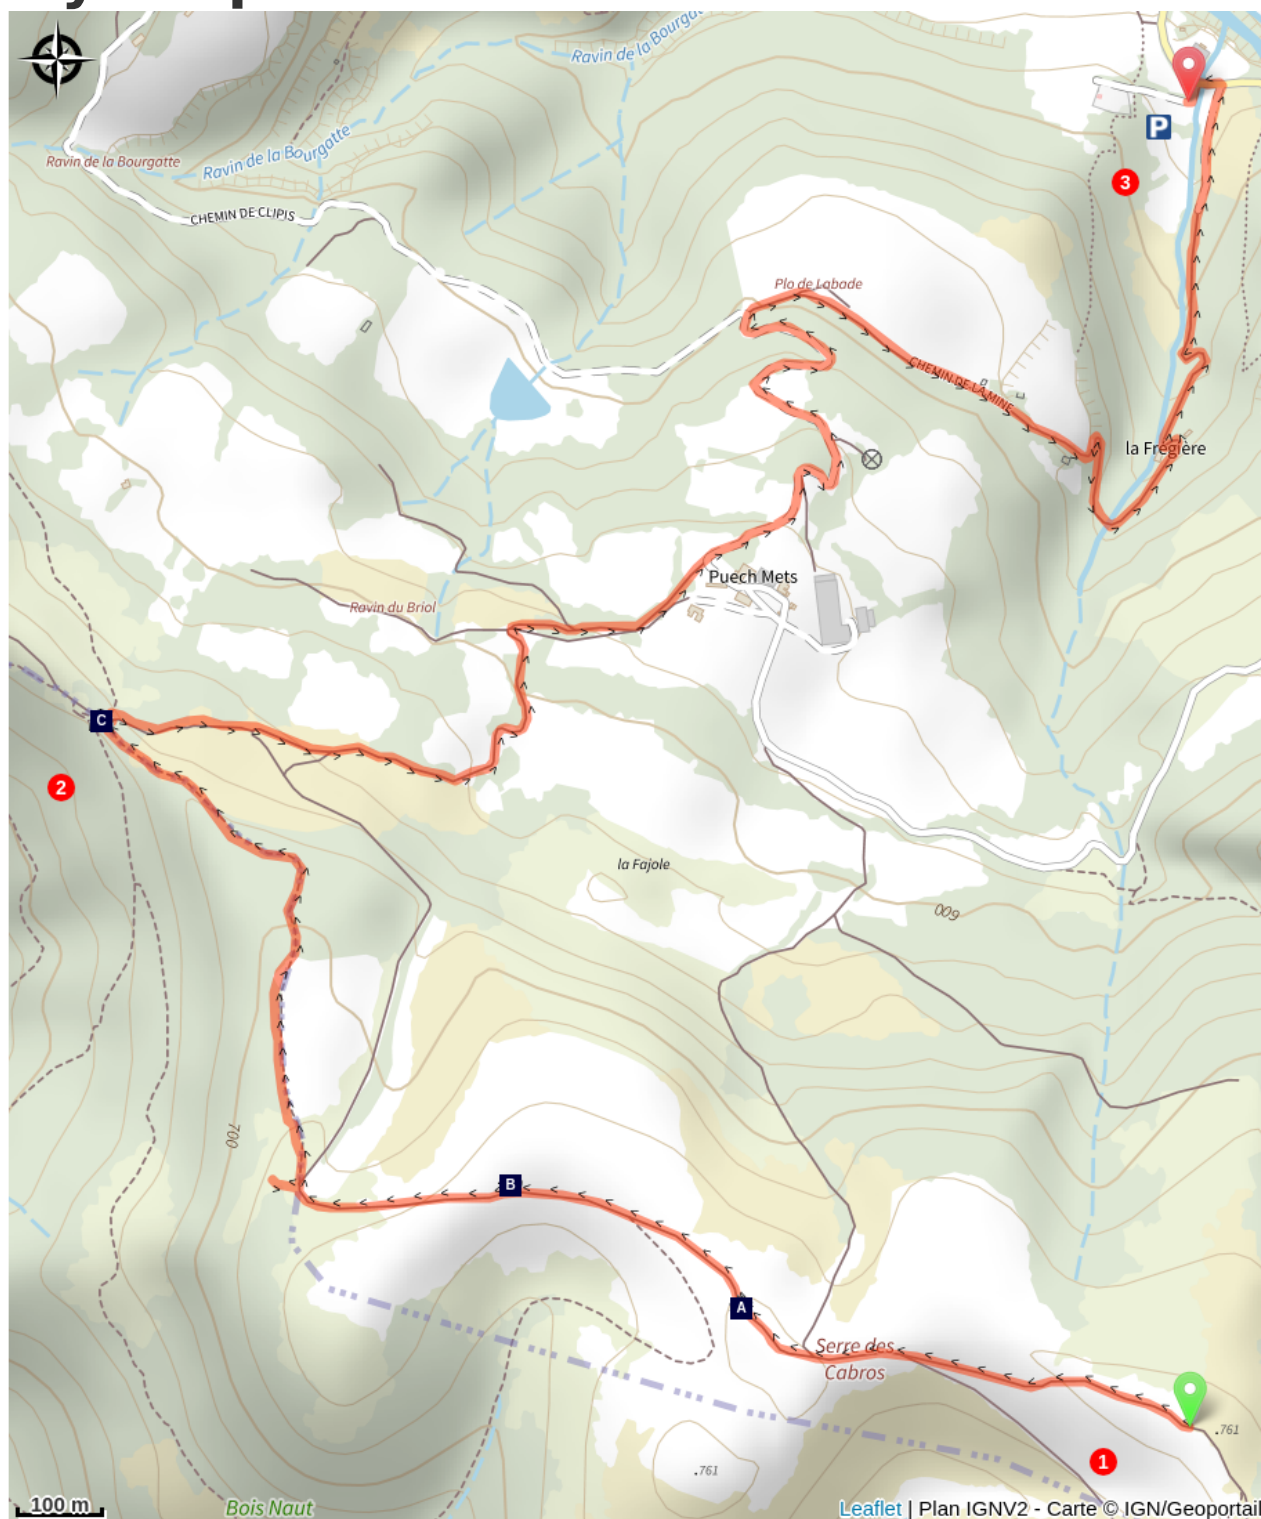 Ravin de la Bourgat
Ravin de la Bourgatte
Ravin de la Bourgatte
P
3
CHEMIN DE CLIPIS
Plo de Labade
CHEMIN DE LA MINE
la Frégière
Puech Mets
Ravin du Briol
C
2
la Fajole
600
700
B
A
Serre des
Cabros
.761
.761
1
100 m
Bois Naut
Leaflet | Plan IGNV2 - Carte © IGN/Geoportail